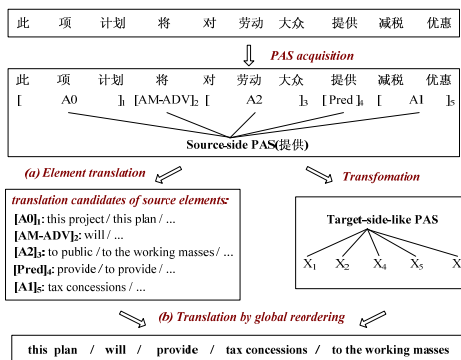 此 项 计划 将 对 劳动 大众 提供 减税 优惠
PAS acquisition
此 项 计划 将 对 劳动 大众 提供 减税 优惠
[ A0 ]1 [AM-ADV]2 [ A2 ]3 [Pred]4 [ A1 ]5
Source-side PAS(提供)
(a) Element translation
Transfomation
translation candidates of source elements:
[A0]1: this project / this plan / ...
[AM-ADV]2: will / ...
[A2]3: to public / to the working masses / ...
[Pred]4: provide / to provide / ...
[A1]5: tax concessions / ...
Target-side-like PAS
X1 X2 X4 X5 X
(b) Translation by global reordering
this plan / will / provide / tax concessions / to the working masses